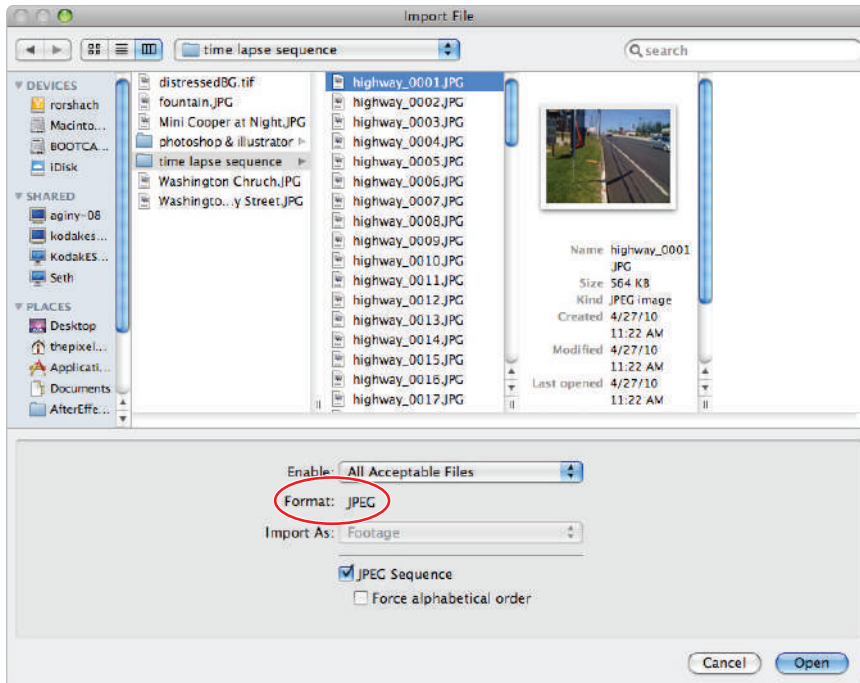 Import File
time lapse sequence
search
DEVICES
rorshach
Macinto...
BOOTCA...
iDisk
SHARED
aginy-08
kodakes...
KodakES...
Seth
PLACES
Desktop
thepixel...
Applicati...
Documents
AfterEffe...
distressedBG.tif
fountain.JPG
Mini Cooper at Night.JPG
photoshop & illustrator
time lapse sequence
Washington Chruch.JPG
Washingto...y Street.JPG
highway_0001.JPG
highway_0002.JPG
highway_0003.JPG
highway_0004.JPG
highway_0005.JPG
highway_0006.JPG
highway_0007.JPG
highway_0008.JPG
highway_0009.JPG
highway_0010.JPG
highway_0011.JPG
highway_0012.JPG
highway_0013.JPG
highway_0014.JPG
highway_0015.JPG
highway_0016.JPG
highway_0017.JPG
Name highway_0001
.JPG
Size 564 KB
Kind JPEG image
Created 4/27/10
11:22 AM
Modified 4/27/10
11:22 AM
Last opened 4/27/10
11:22 AM
Enable: All Acceptable Files
Format: JPEG
Import As: Footage
JPEG Sequence
Force alphabetical order
Cancel
Open